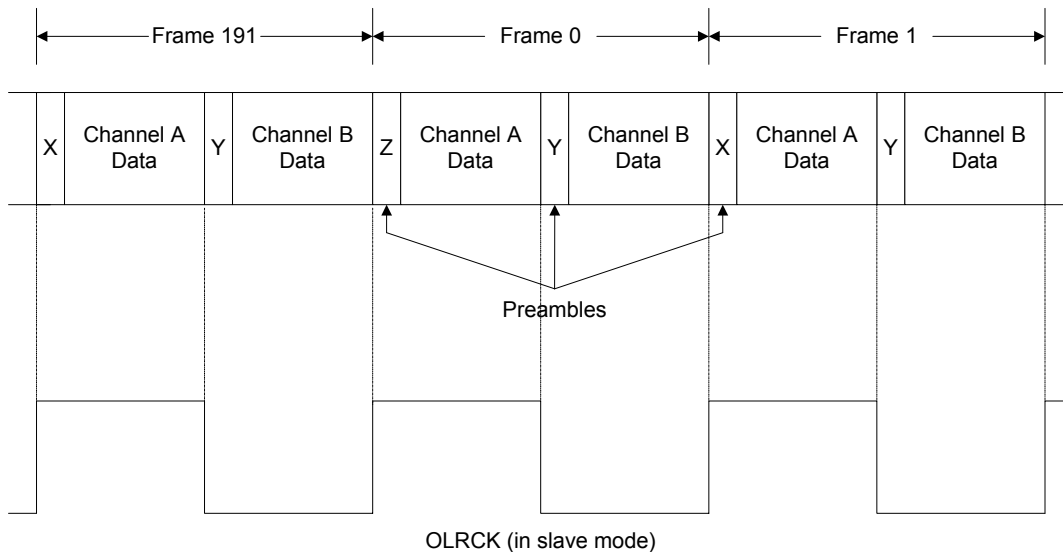 Frame 191 Frame 0 Frame 1
X Channel A Data Y Channel B Data Z Channel A Data Y Channel B Data X Channel A Data Y Channel B Data
Preambles
OLRCK (in slave mode)